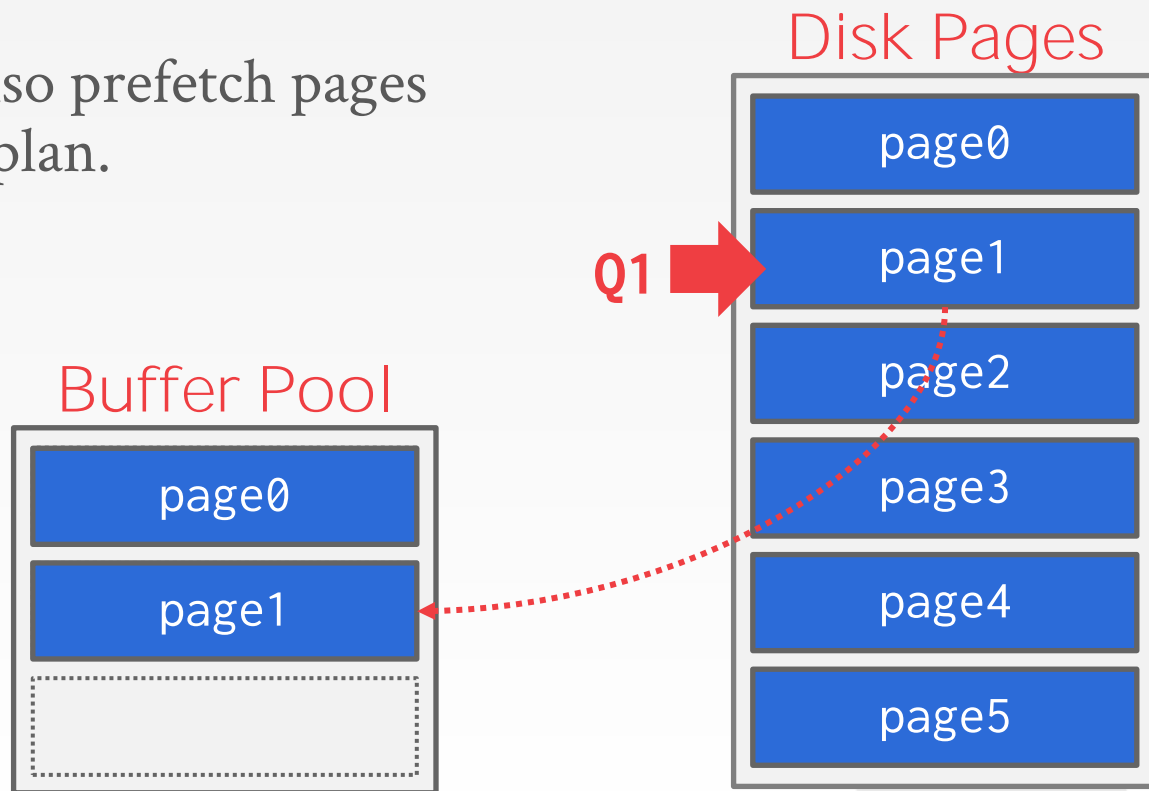 so prefetch pages
plan.
Disk Pages
page0
page1
page2
page3
page4
page5
Q1
Buffer Pool
page0
page1